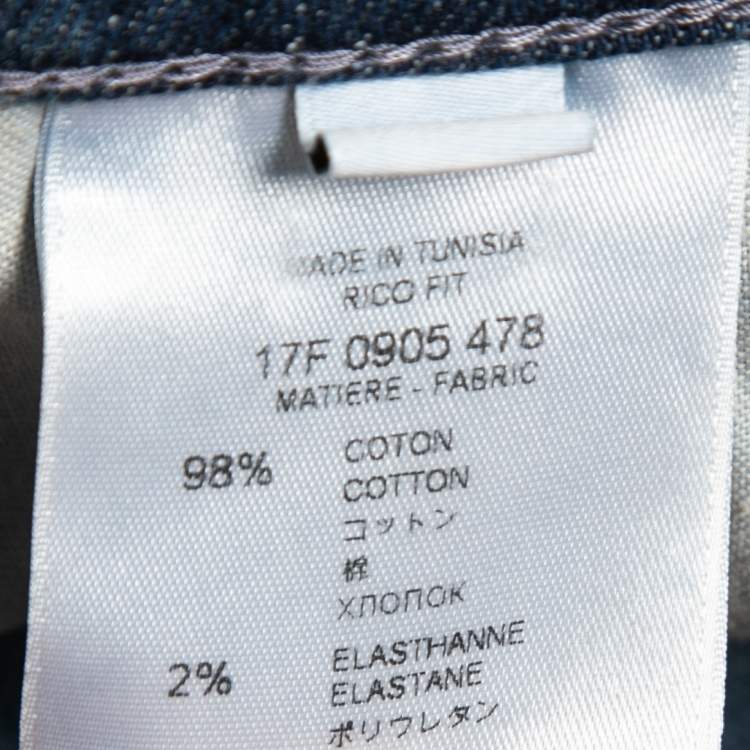 MADE IN TUNISIA
RICO FIT
17F 0905 478
MATIERE - FABRIC
98% COTON
COTTON
コットン
棉
ХЛОПОК
2% ELASTHANNE
ELASTANE
ポリウレタン